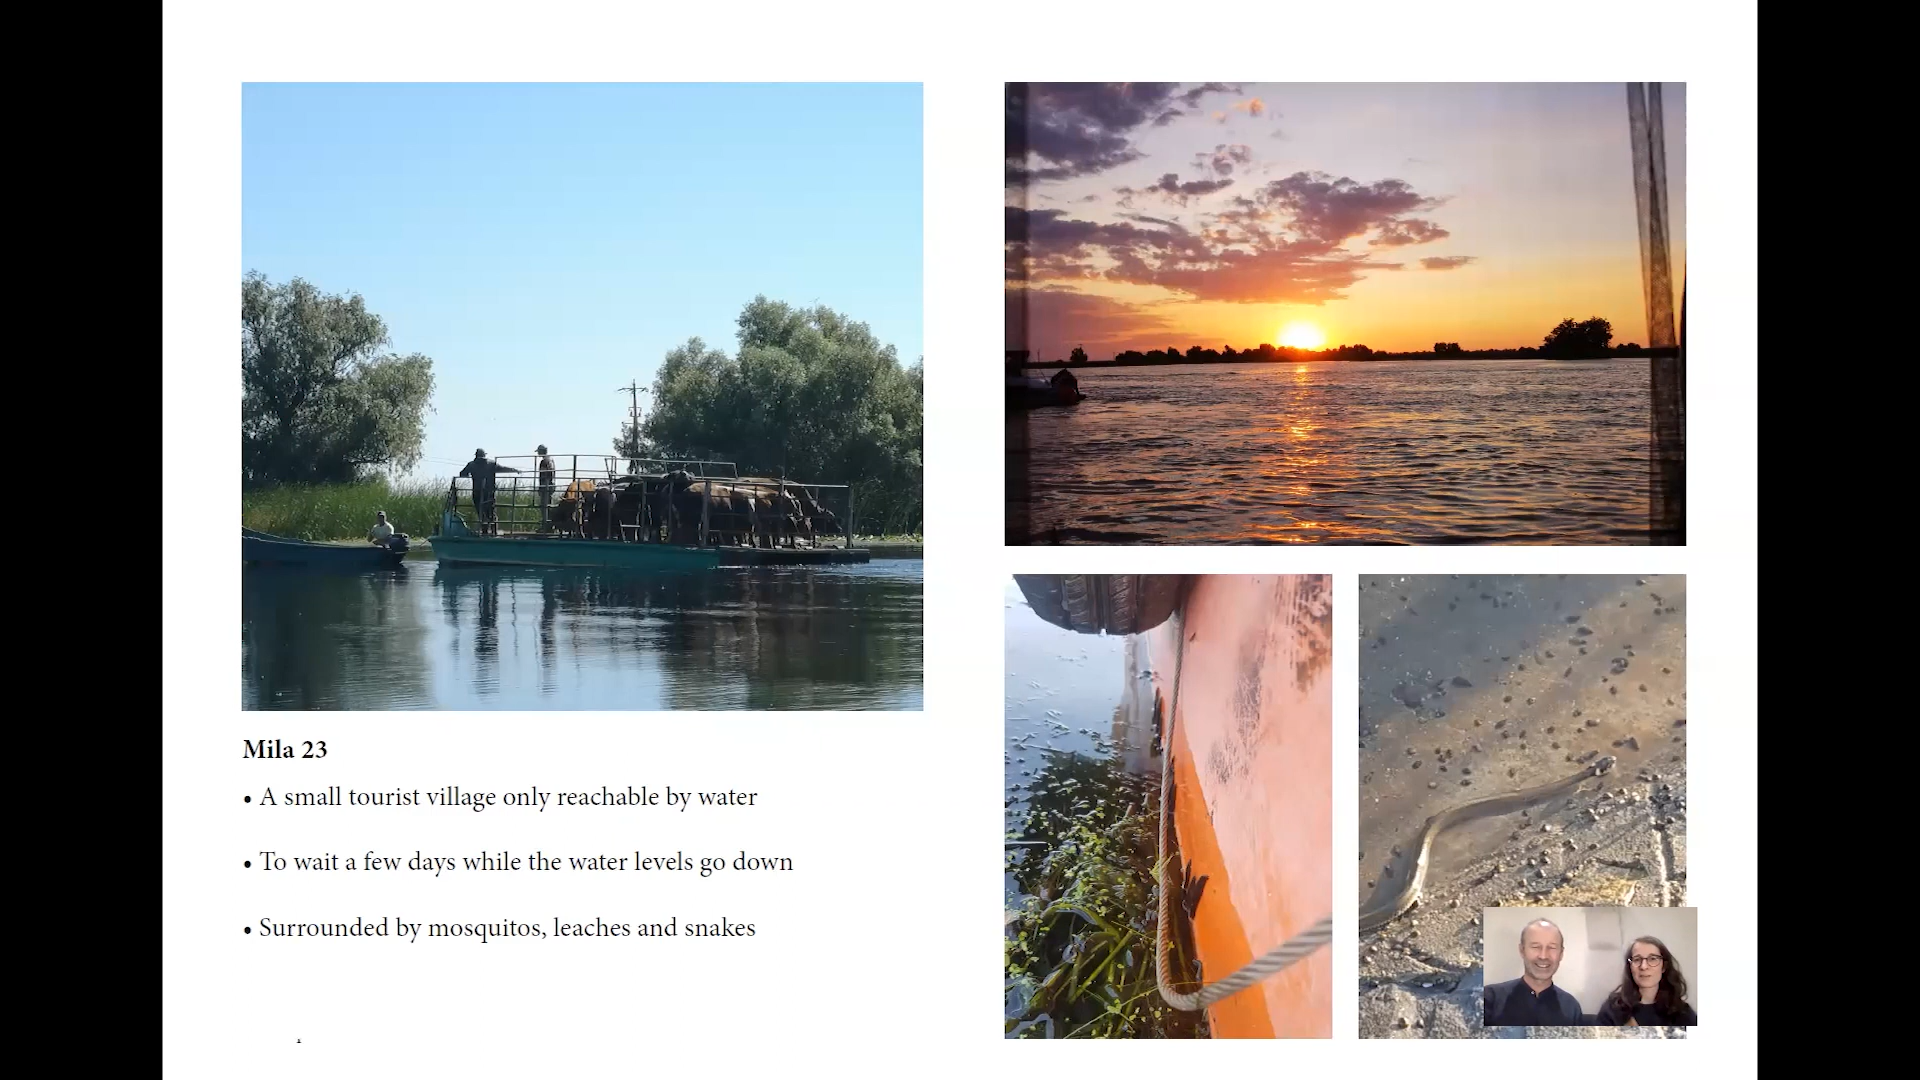 Mila 23
• A small tourist village only reachable by water
• To wait a few days while the water levels go down
• Surrounded by mosquitos, leaches and snakes